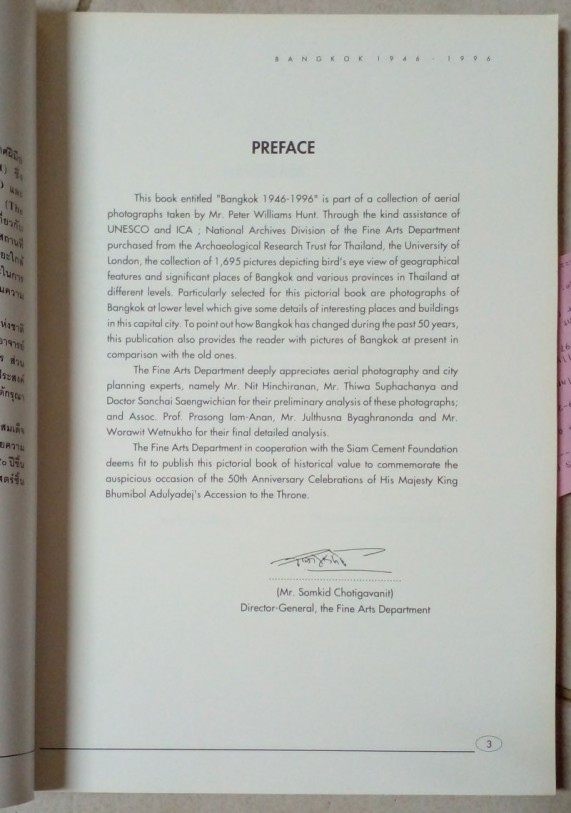 BANGKOK 1946 - 1996
PREFACE
This book entitled "Bangkok 1946-1996" is part of a collection of aerial
photographs taken by Mr. Peter Williams Hunt. Through the kind assistance of
UNESCO and ICA ; National Archives Division of the Fine Arts Department
purchased from the Archaeological Research Trust for Thailand, the University of
London, the collection of 1,695 pictures depicting bird's eye view of geographical
features and significant places of Bangkok and various provinces in Thailand at
different levels. Particularly selected for this pictorial book are photographs of
Bangkok at lower level which give some details of interesting places and buildings
in this capital city. To point out how Bangkok has changed during the past 50 years,
this publication also provides the reader with pictures of Bangkok at present in
comparison with the old ones.
The Fine Arts Department deeply appreciates aerial photography and city
planning experts, namely Mr. Nit Hinchiranan, Mr. Thiwa Suphachanya and
Doctor Sanchai Saengwichian for their preliminary analysis of these photographs;
and Assoc. Prof. Prasong Iam-Anan, Mr. Julthusna Byaghranonda and Mr.
Worawit Wetnukho for their final detailed analysis.
The Fine Arts Department in cooperation with the Siam Cement Foundation
deems fit to publish this pictorial book of historical value to commemorate the
auspicious occasion of the 50th Anniversary Celebrations of His Majesty King
Bhumibol Adulyadej's Accession to the Throne.
(Mr. Somkid Chotigavanit)
Director-General, the Fine Arts Department
3